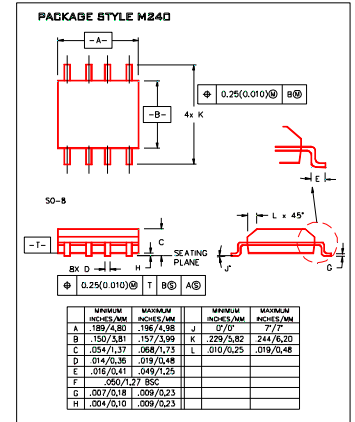 PACKAGE STYLE M240
-A-
0.25(0.010)Ⓜ BⓂ
-B-
4x K
E
SO-8
L x 45°
-T-
C
SEATING
PLANE
8X D
H
J
G
0.25(0.010)Ⓜ T BⓈ AⓈ
MINIMUM MAXIMUM MINIMUM MAXIMUM
INCHES/MM INCHES/MM INCHES/MM INCHES/MM
A .189/4,80 .196/4,98 J 0°/0° 7°/7°
B .150/3,81 .157/3,99 K .229/5,82 .244/6,20
C .054/1,37 .068/1,73 L .010/0,25 .019/0,48
D .014/0,36 .019/0,48
E .016/0,41 .049/1,25
F .050/1,27 BSC
G .007/0,18 .009/0,23
H .004/0,10 .009/0,23